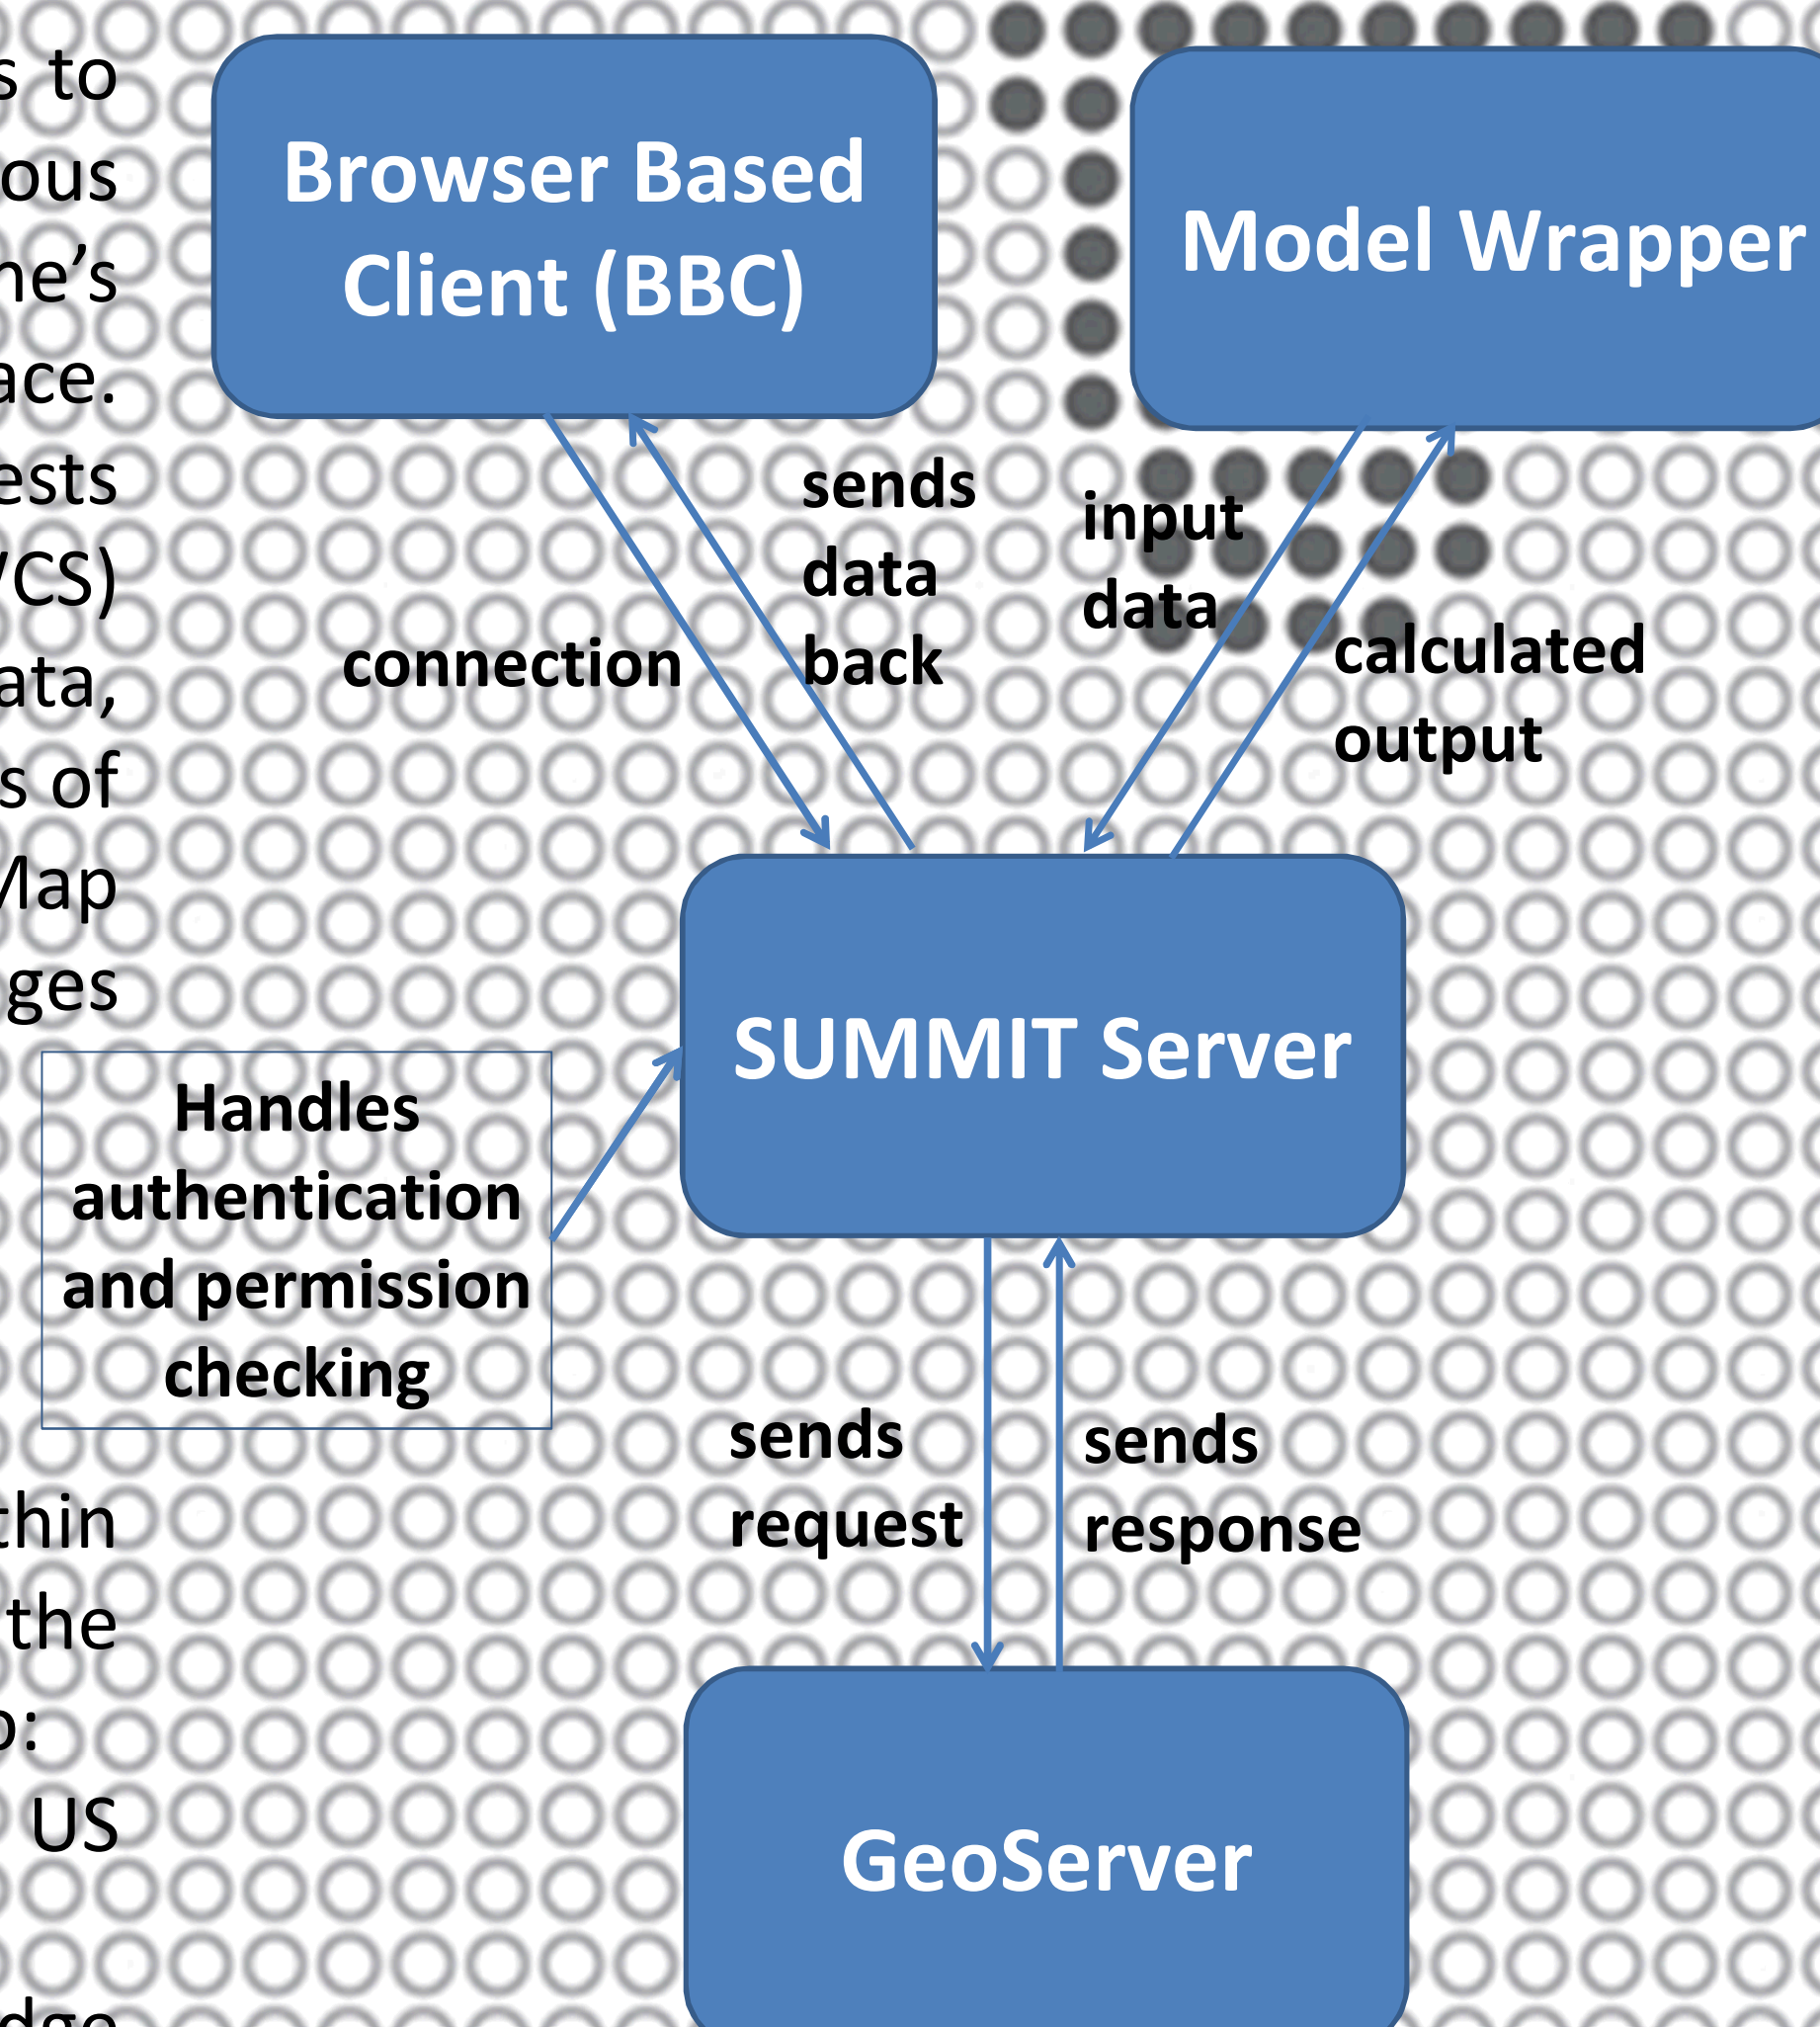 s to
ous
ne’s
ace.
ests
/CS)
ata,
s of
Map
ges
thin
the
o:
US
dge
Browser Based
Client (BBC)
Model Wrapper
connection
sends
data
back
input
data
calculated
output
SUMMIT Server
Handles
authentication
and permission
checking
sends
request
sends
response
GeoServer